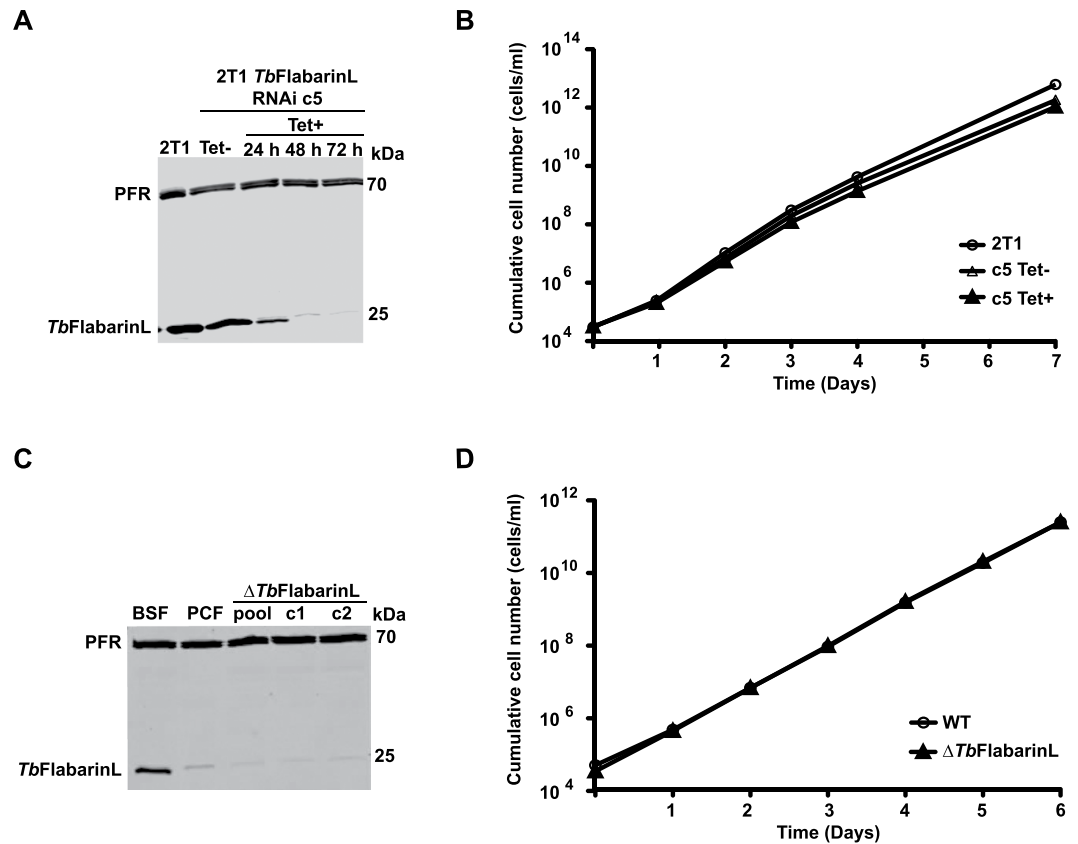 A
2T1 TbFlabarinL
RNAi c5
Tet+
2T1 Tet- 24 h 48 h 72 h kDa
PFR 70
TbFlabarinL 25
B
Cumulative cell number (cells/ml)
10^14
10^12
10^10
10^8
10^6
10^4
2T1
c5 Tet-
c5 Tet+
1 2 3 4 5 6 7
Time (Days)
C
ΔTbFlabarinL
BSF PCF pool c1 c2 kDa
PFR 70
TbFlabarinL 25
D
Cumulative cell number (cells/ml)
10^12
10^10
10^8
10^6
10^4
WT
ΔTbFlabarinL
1 2 3 4 5 6
Time (Days)